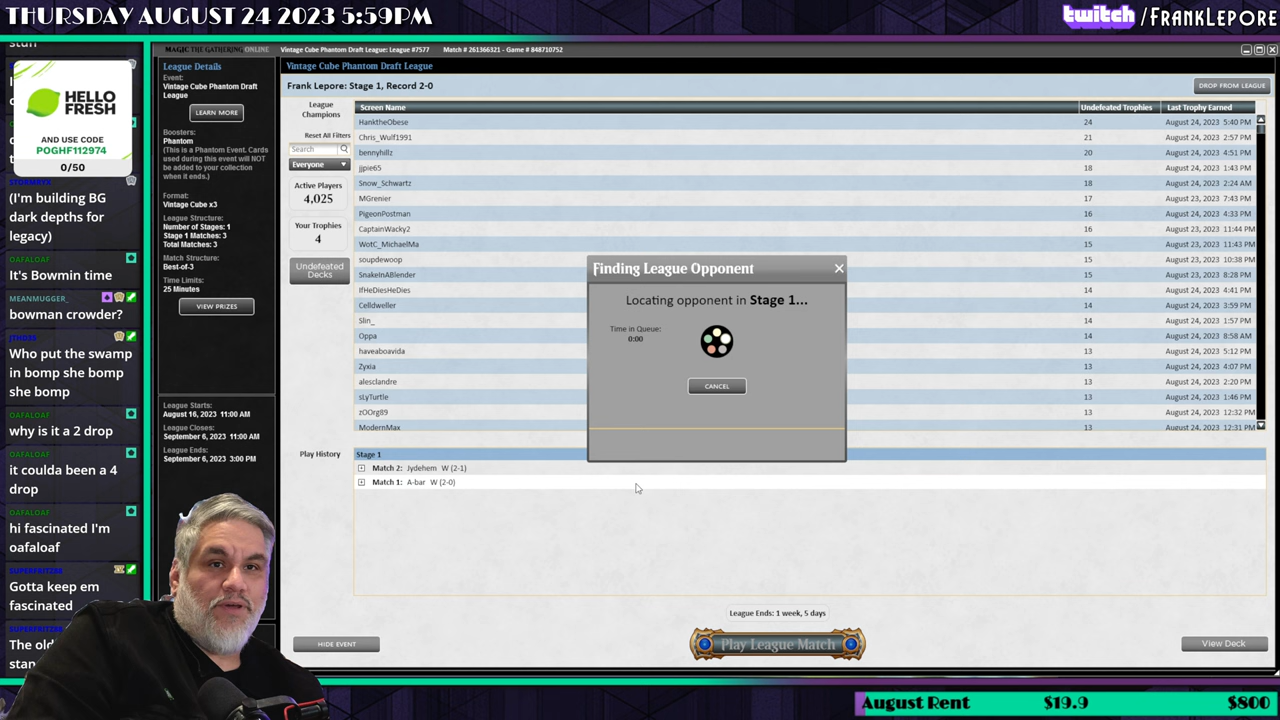 THURSDAY AUGUST 24 2023 5:59PM
twitch /FRANKLEPORE
stuff
HELLO
FRESH
AND USE CODE
POGHF112974
0/50
(I'm building BG
dark depths for
legacy)
OAFALOAF
It's Bowmin time
MEANMUGGER_
bowman crowder?
Who put the swamp
in bomp she bomp
she bomp
OAFALOAF
why is it a 2 drop
OAFALOAF
it coulda been a 4
drop
OAFALOAF
hi fascinated I'm
oafaloaf
Gotta keep em
fascinated
The old
MAGIC THE GATHERING ONLINE
Vintage Cube Phantom Draft League: League #7577
Match # 261366321 - Game # 848710752
League Details
Event:
Vintage Cube Phantom Draft
League
LEARN MORE
Boosters:
Phantom
(This is a Phantom Event. Cards
used during this event will NOT
be added to your collection
when it ends.)
Format:
Vintage Cube x3
League Structure:
Number of Stages: 1
Stage 1 Matches: 3
Total Matches: 3
Match Structure:
Best-of-3
Time Limits:
25 Minutes
VIEW PRIZES
League Starts:
August 16, 2023 11:00 AM
League Closes:
September 6, 2023 11:00 AM
League Ends:
September 6, 2023 3:00 PM
Vintage Cube Phantom Draft League
Frank Lepore: Stage 1, Record 2-0
DROP FROM LEAGUE
League
Champions
Reset All Filters
Search
Everyone
Active Players
4,025
Your Trophies
4
Undefeated
Decks
Screen Name Undefeated Trophies Last Trophy Earned
HanktheObese 24 August 24, 2023 5:40 PM
Chris_Wulf1991 21 August 24, 2023 2:57 PM
bennyhillz 20 August 24, 2023 4:51 PM
jjpie65 18 August 24, 2023 1:43 PM
Snow_Schwartz 18 August 24, 2023 2:24 AM
MGrenier 17 August 23, 2023 7:43 PM
PigeonPostman 16 August 24, 2023 4:33 PM
CaptainWacky2 16 August 23, 2023 11:44 PM
WotC_MichaelMa 15 August 23, 2023 11:43 PM
soupdewoop 15 August 23, 2023 10:38 PM
SnakeInABlender 15 August 23, 2023 8:28 PM
IfHeDiesHeDies 14 August 24, 2023 4:41 PM
Celldweller 14 August 24, 2023 3:16 PM
Slin_ 14 August 24, 2023 1:57 PM
Oppa 14 August 24, 2023 8:58 AM
haveaboavida 13 August 24, 2023 5:12 PM
Zyxia 13 August 24, 2023 4:07 PM
alesclandre 13 August 24, 2023 2:20 PM
sLyTurtle 13 August 24, 2023 1:46 PM
zOOrg89 13 August 24, 2023 12:32 PM
ModernMax 13 August 24, 2023 12:31 PM
Finding League Opponent
Locating opponent in Stage 1...
Time in Queue:
0:00
CANCEL
Play History
Stage 1
Match 2: Jydehem W (2-1)
Match 1: A-bar W (2-0)
League Ends: 1 week, 5 days
HIDE EVENT
Play League Match
View Deck
August Rent $19.9 $800